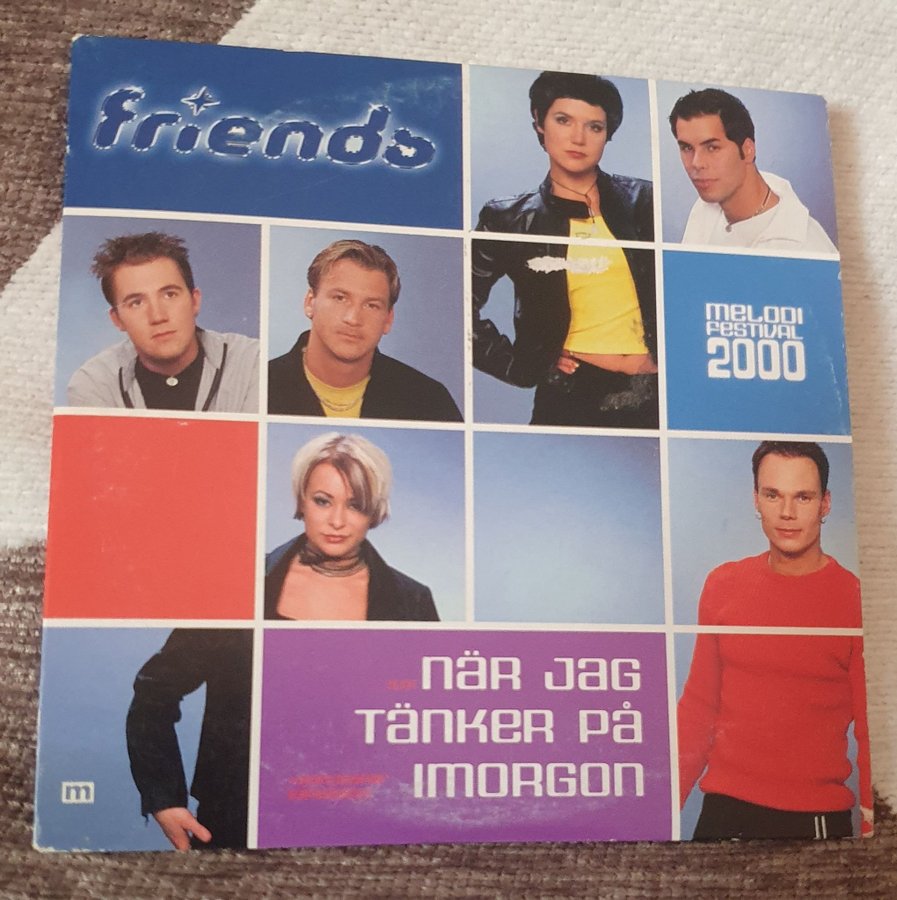 friends
MELODI
FESTIVAL
2000
NÄR JAG
TÄNKER PÅ
IMORGON
m